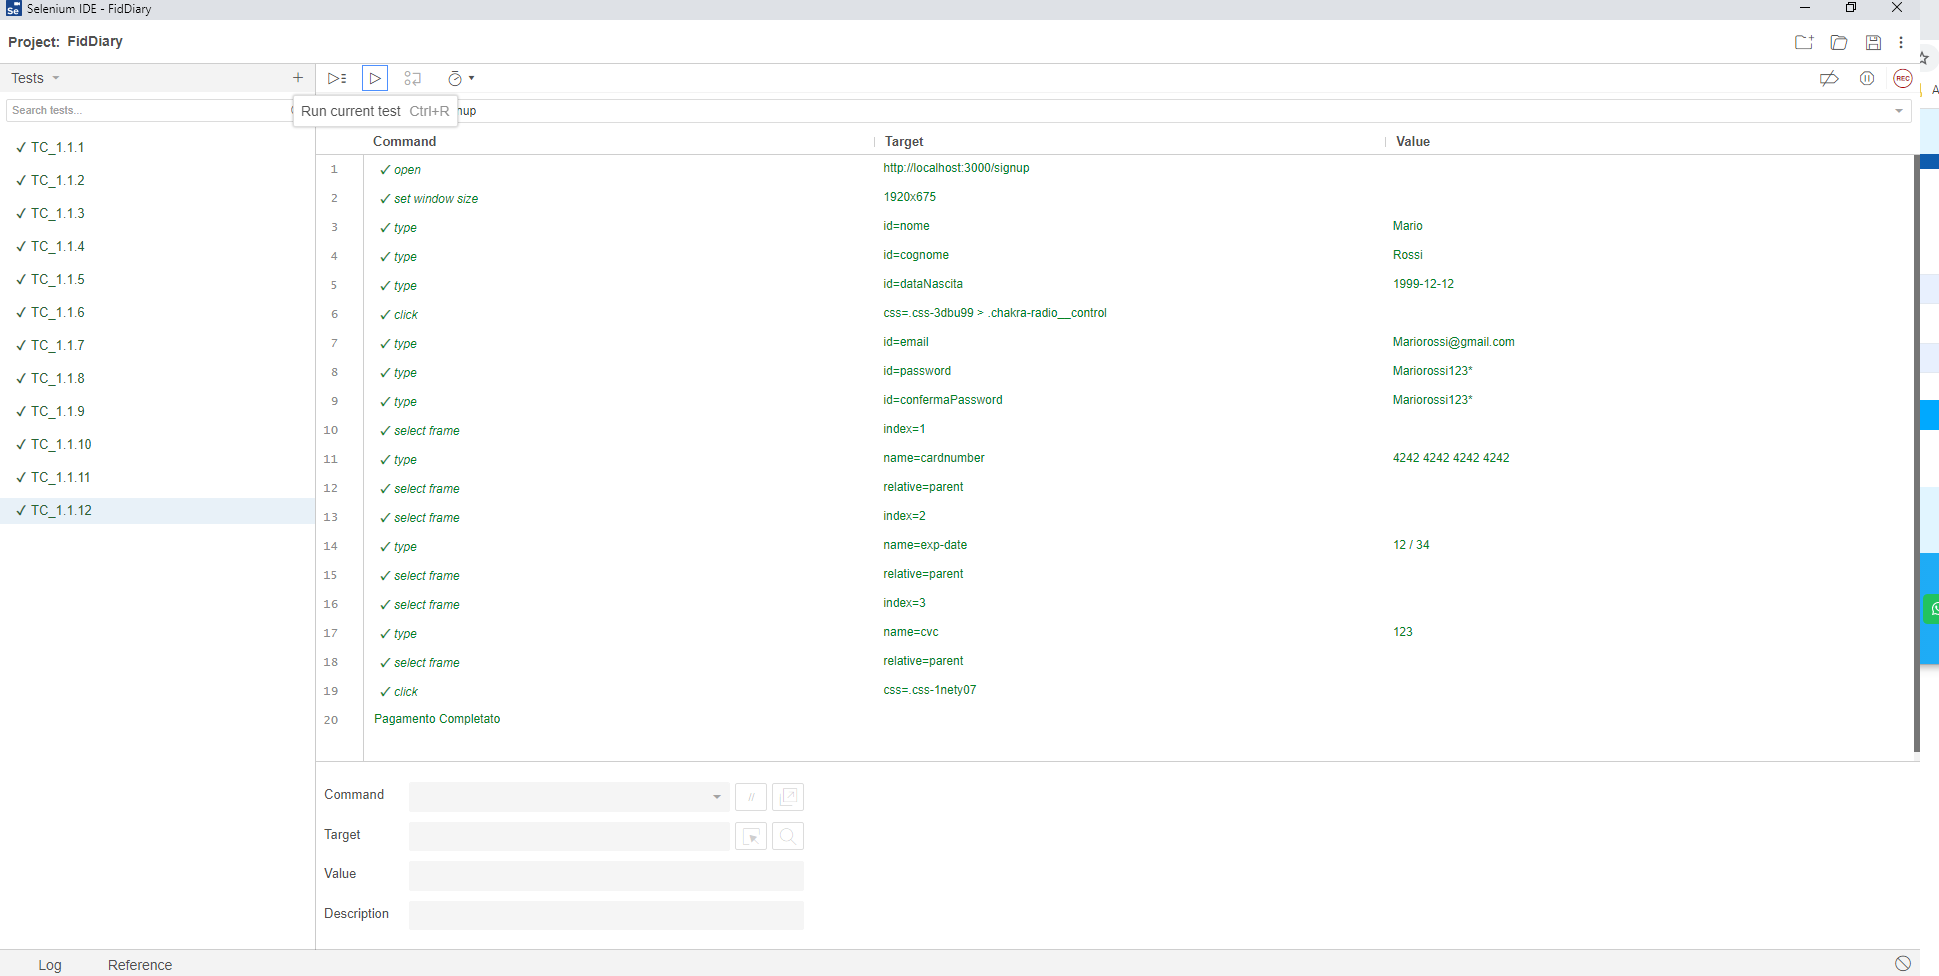 Selenium IDE - FidDiary
Project: FidDiary
Tests
Search tests...
Run current test Ctrl+R
Command Target Value
TC_1.1.1
TC_1.1.2
TC_1.1.3
TC_1.1.4
TC_1.1.5
TC_1.1.6
TC_1.1.7
TC_1.1.8
TC_1.1.9
TC_1.1.10
TC_1.1.11
TC_1.1.12
1 open http://localhost:3000/signup
2 set window size 1920x675
3 type id=nome Mario
4 type id=cognome Rossi
5 type id=dataNascita 1999-12-12
6 click css=.css-3dbu99 > .chakra-radio__control
7 type id=email Mariorossi@gmail.com
8 type id=password Mariorossi123*
9 type id=confermaPassword Mariorossi123*
10 select frame index=1
11 type name=cardnumber 4242 4242 4242 4242
12 select frame relative=parent
13 select frame index=2
14 type name=exp-date 12 / 34
15 select frame relative=parent
16 select frame index=3
17 type name=cvc 123
18 select frame relative=parent
19 click css=.css-1nety07
20 Pagamento Completato
Command
//
Target
Value
Description
Log Reference
REC